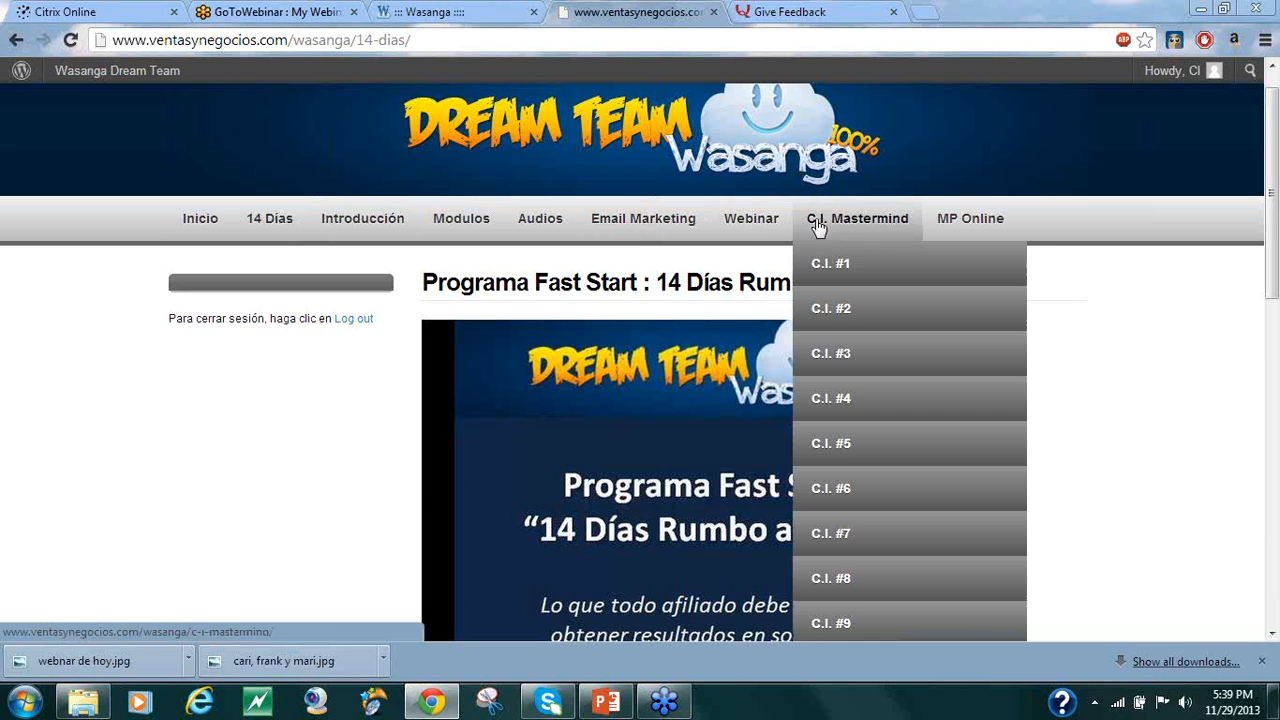 Citrix Online
GoToWebinar : My Webin
::: Wasanga ::::
www.ventasynegocios.co
Give Feedback
www.ventasynegocios.com/wasanga/14-dias/
ABP
Wasanga Dream Team
Howdy, CI
DREAM TEAM
Wasanga
100%
Inicio
14 Días
Introducción
Modulos
Audios
Email Marketing
Webinar
C.I. Mastermind
MP Online
C.I. #1
C.I. #2
C.I. #3
C.I. #4
C.I. #5
C.I. #6
C.I. #7
C.I. #8
C.I. #9
Para cerrar sesión, haga clic en Log out
Programa Fast Start : 14 Días Rum
DREAM TEAM
Was
Programa Fast S
“14 Días Rumbo a
Lo que todo afiliado debe
obtener resultados en so
www.ventasynegocios.com/wasanga/c-i-mastermind/
webnar de hoy.jpg
cari, frank y mari.jpg
Show all downloads...
5:39 PM
11/29/2013